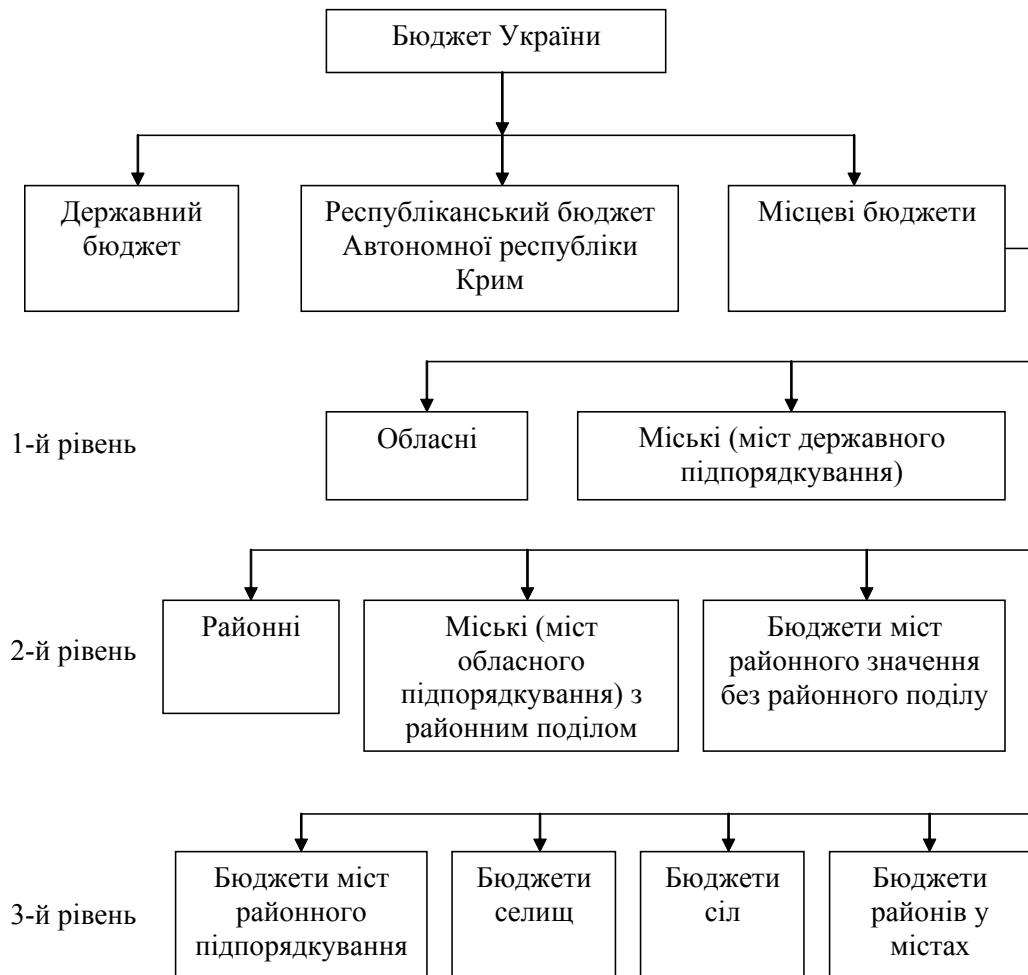 Бюджет України
Державний
бюджет
Республіканський бюджет
Автономної республіки
Крим
Місцеві бюджети
1-й рівень
Обласні
Міські (міст державного
підпорядкування)
2-й рівень
Районні
Міські (міст
обласного
підпорядкування) з
районним поділом
Бюджети міст
районного значення
без районного поділу
3-й рівень
Бюджети міст
районного
підпорядкування
Бюджети
селищ
Бюджети
сіл
Бюджети
районів у
містах